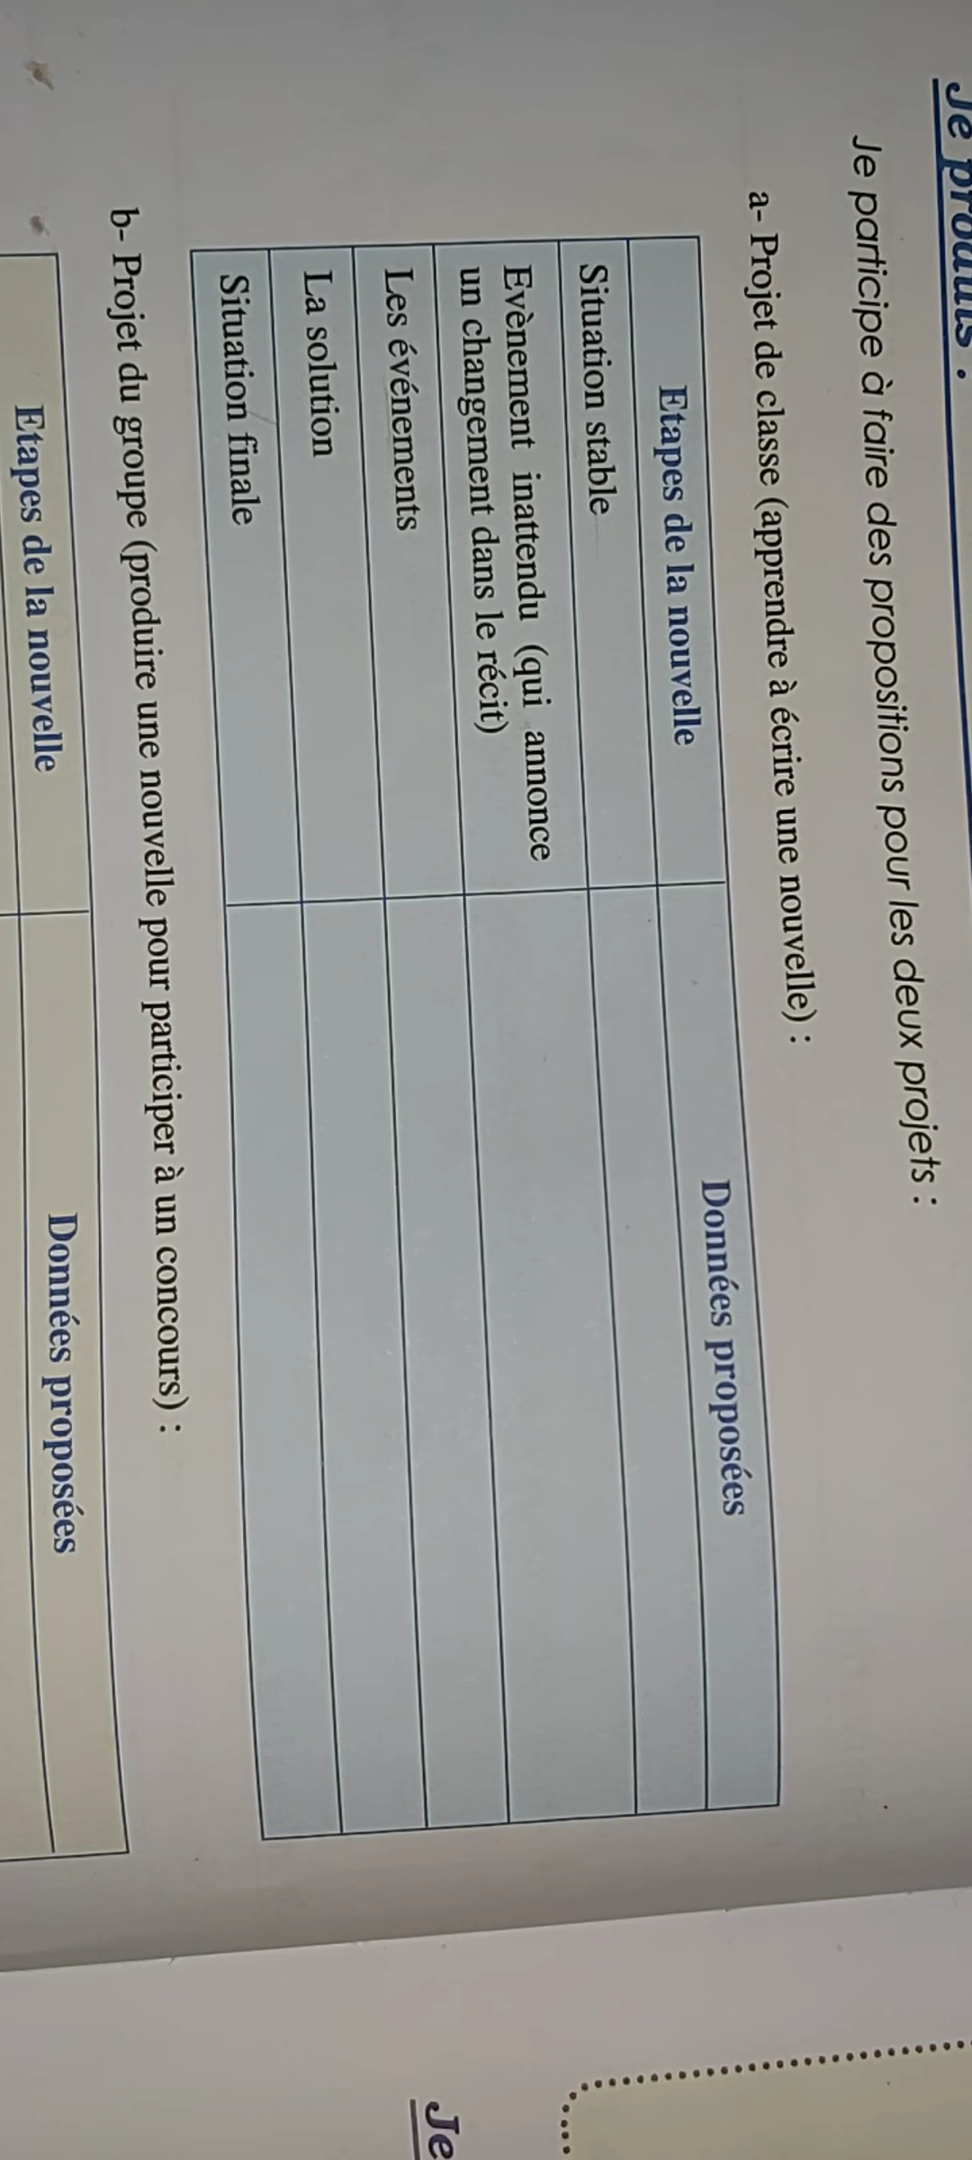 Je produis :
Je participe à faire des propositions pour les deux projets :
a- Projet de classe (apprendre à écrire une nouvelle) :
Etapes de la nouvelle
Données proposées
Situation stable
Evènement inattendu (qui annonce
un changement dans le récit)
Les événements
La solution
Situation finale
b- Projet du groupe (produire une nouvelle pour participer à un concours) :
Etapes de la nouvelle
Données proposées
Je